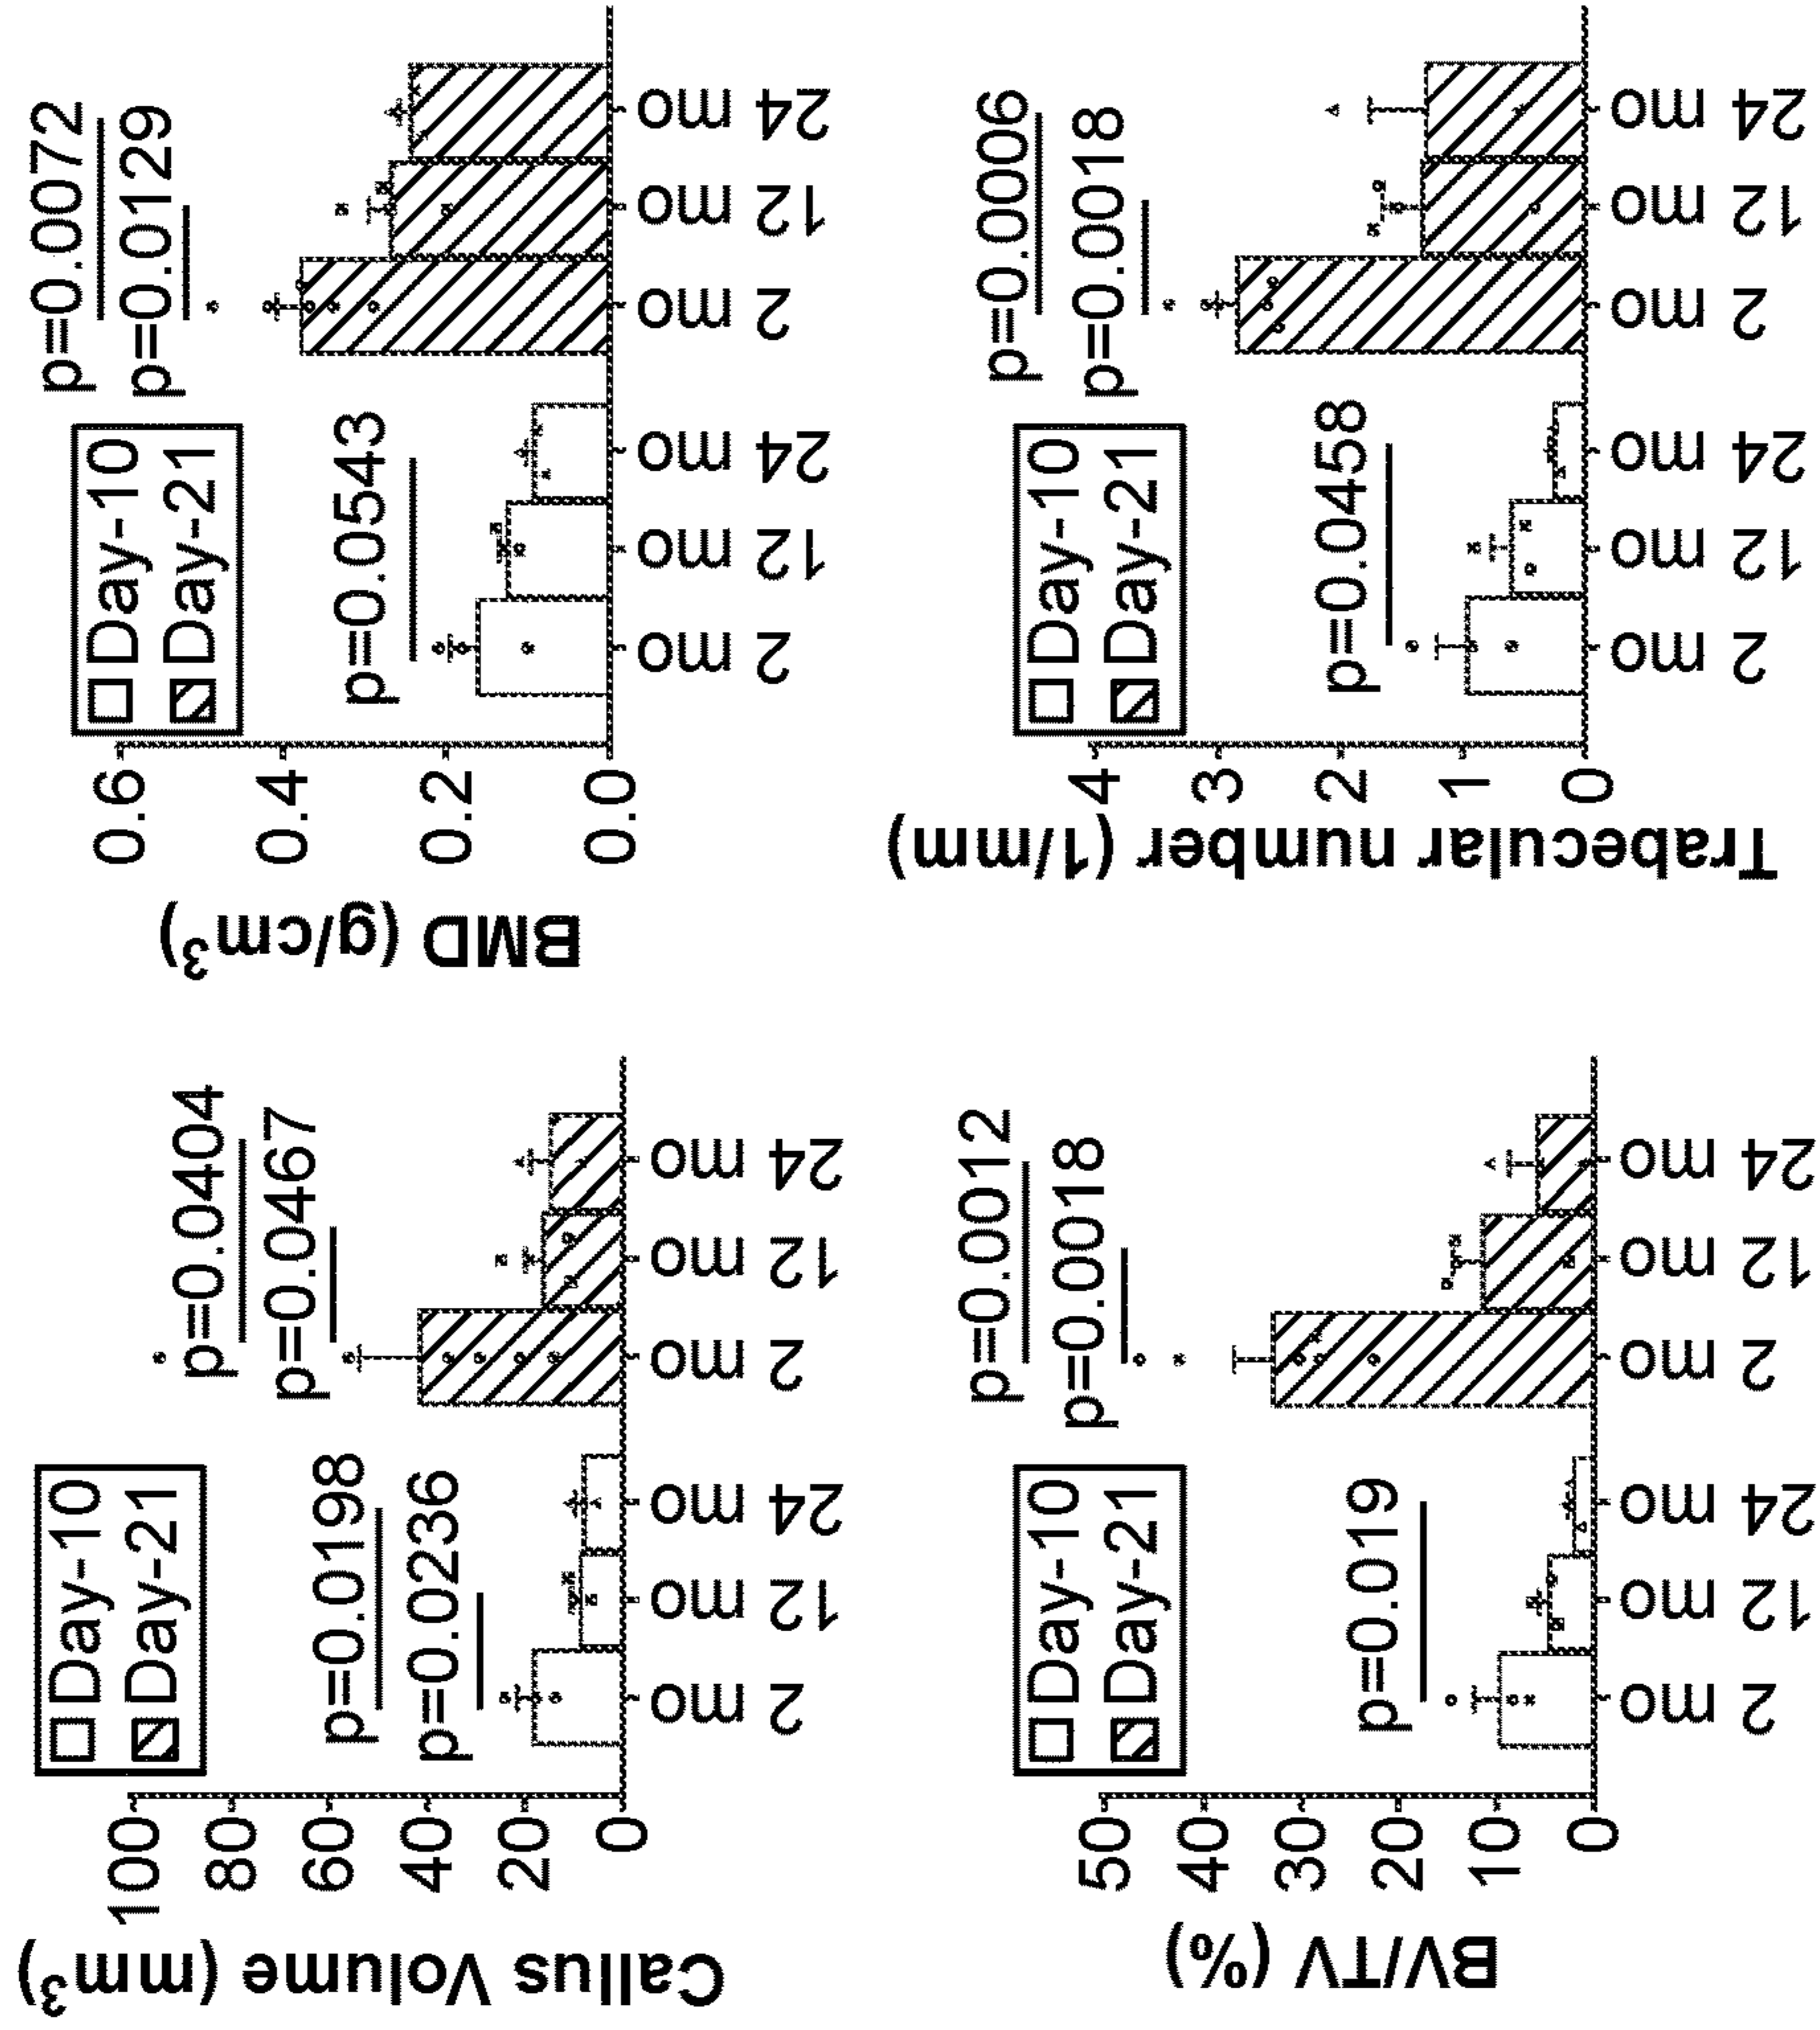 Callus Volume (mm³)
100
80
60
40
20
0
Day-10
Day-21
p=0.0198
p=0.0236
p=0.0404
p=0.0467
2 mo
12 mo
24 mo
2 mo
12 mo
24 mo
BMD (g/cm³)
0.6
0.4
0.2
0.0
Day-10
Day-21
p=0.0543
p=0.0072
p=0.0129
2 mo
12 mo
24 mo
2 mo
12 mo
24 mo
BV/TV (%)
50
40
30
20
10
0
Day-10
Day-21
p=0.019
p=0.0012
p=0.0018
2 mo
12 mo
24 mo
2 mo
12 mo
24 mo
Trabecular number (1/mm)
4
3
2
1
0
Day-10
Day-21
p=0.0458
p=0.0006
p=0.0018
2 mo
12 mo
24 mo
2 mo
12 mo
24 mo